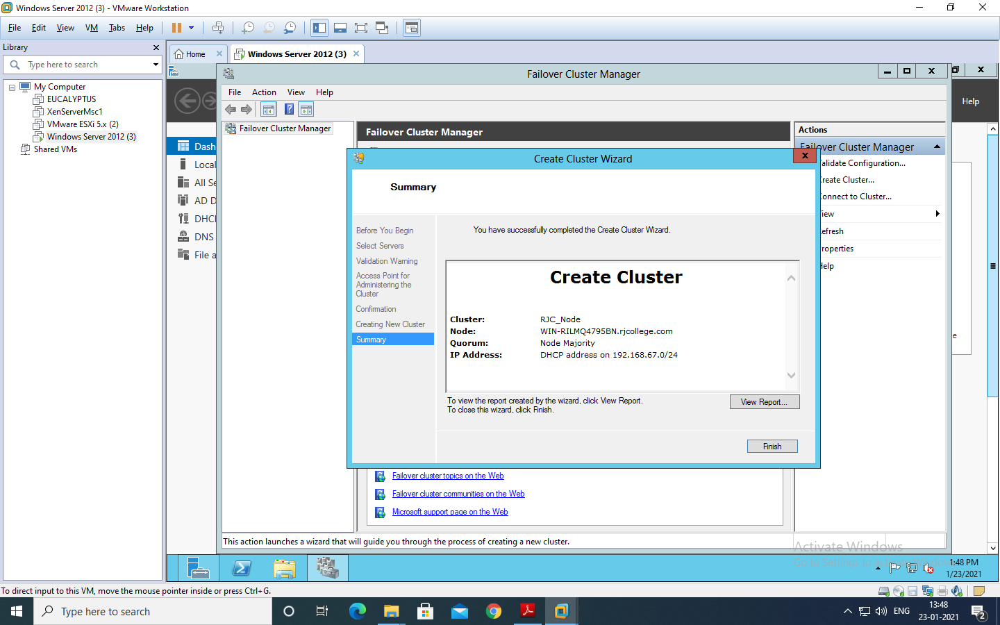 Windows Server 2012 (3) - VMware Workstation
File Edit View VM Tabs Help
Library
Type here to search
My Computer
EUCALYPTUS
XenServerMsc1
VMware ESXi 5.x (2)
Windows Server 2012 (3)
Shared VMs
Home
Windows Server 2012 (3)
Failover Cluster Manager
File Action View Help
Help
Failover Cluster Manager
Failover Cluster Manager
Actions
Failover Cluster Manager
alidate Configuration...
reate Cluster...
onnect to Cluster...
iew
efresh
roperties
elp
Dash
Local
All Se
AD D
DHCP
DNS
File a
Create Cluster Wizard
Summary
Before You Begin
Select Servers
Validation Warning
Access Point for
Administering the
Cluster
Confirmation
Creating New Cluster
Summary
You have successfully completed the Create Cluster Wizard.
Create Cluster
Cluster: RJC_Node
Node: WIN-RILMQ4795BN.rjcollege.com
Quorum: Node Majority
IP Address: DHCP address on 192.168.67.0/24
To view the report created by the wizard, click View Report.
To close this wizard, click Finish.
View Report...
Finish
e
Failover cluster topics on the Web
Failover cluster communities on the Web
Microsoft support page on the Web
This action launches a wizard that will guide you through the process of creating a new cluster.
Activate Windows
Go to Settings to
1:48 PM
1/23/2021
To direct input to this VM, move the mouse pointer inside or press Ctrl+G.
Type here to search
ENG
13:48
23-01-2021
2